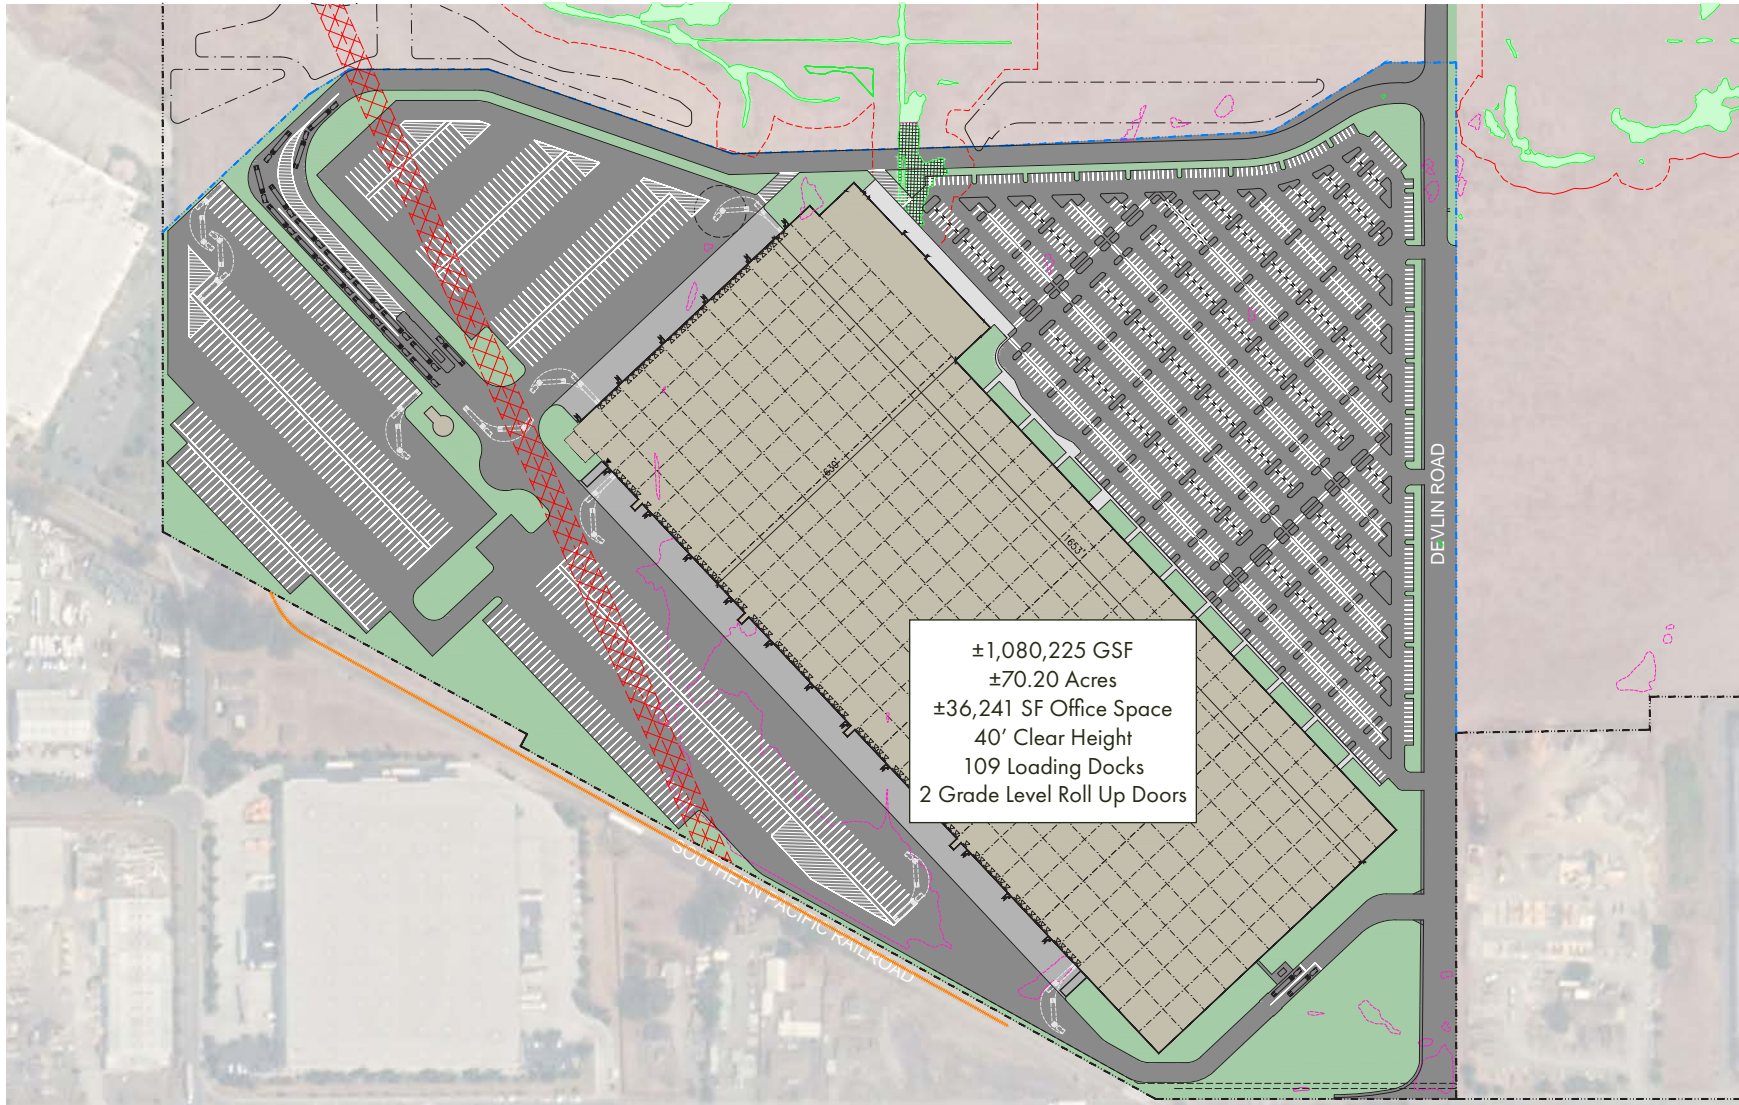 630'
1653'
DEVLIN ROAD
±1,080,225 GSF
±70.20 Acres
±36,241 SF Office Space
40' Clear Height
109 Loading Docks
2 Grade Level Roll Up Doors
SOUTHERN PACIFIC RAILROAD